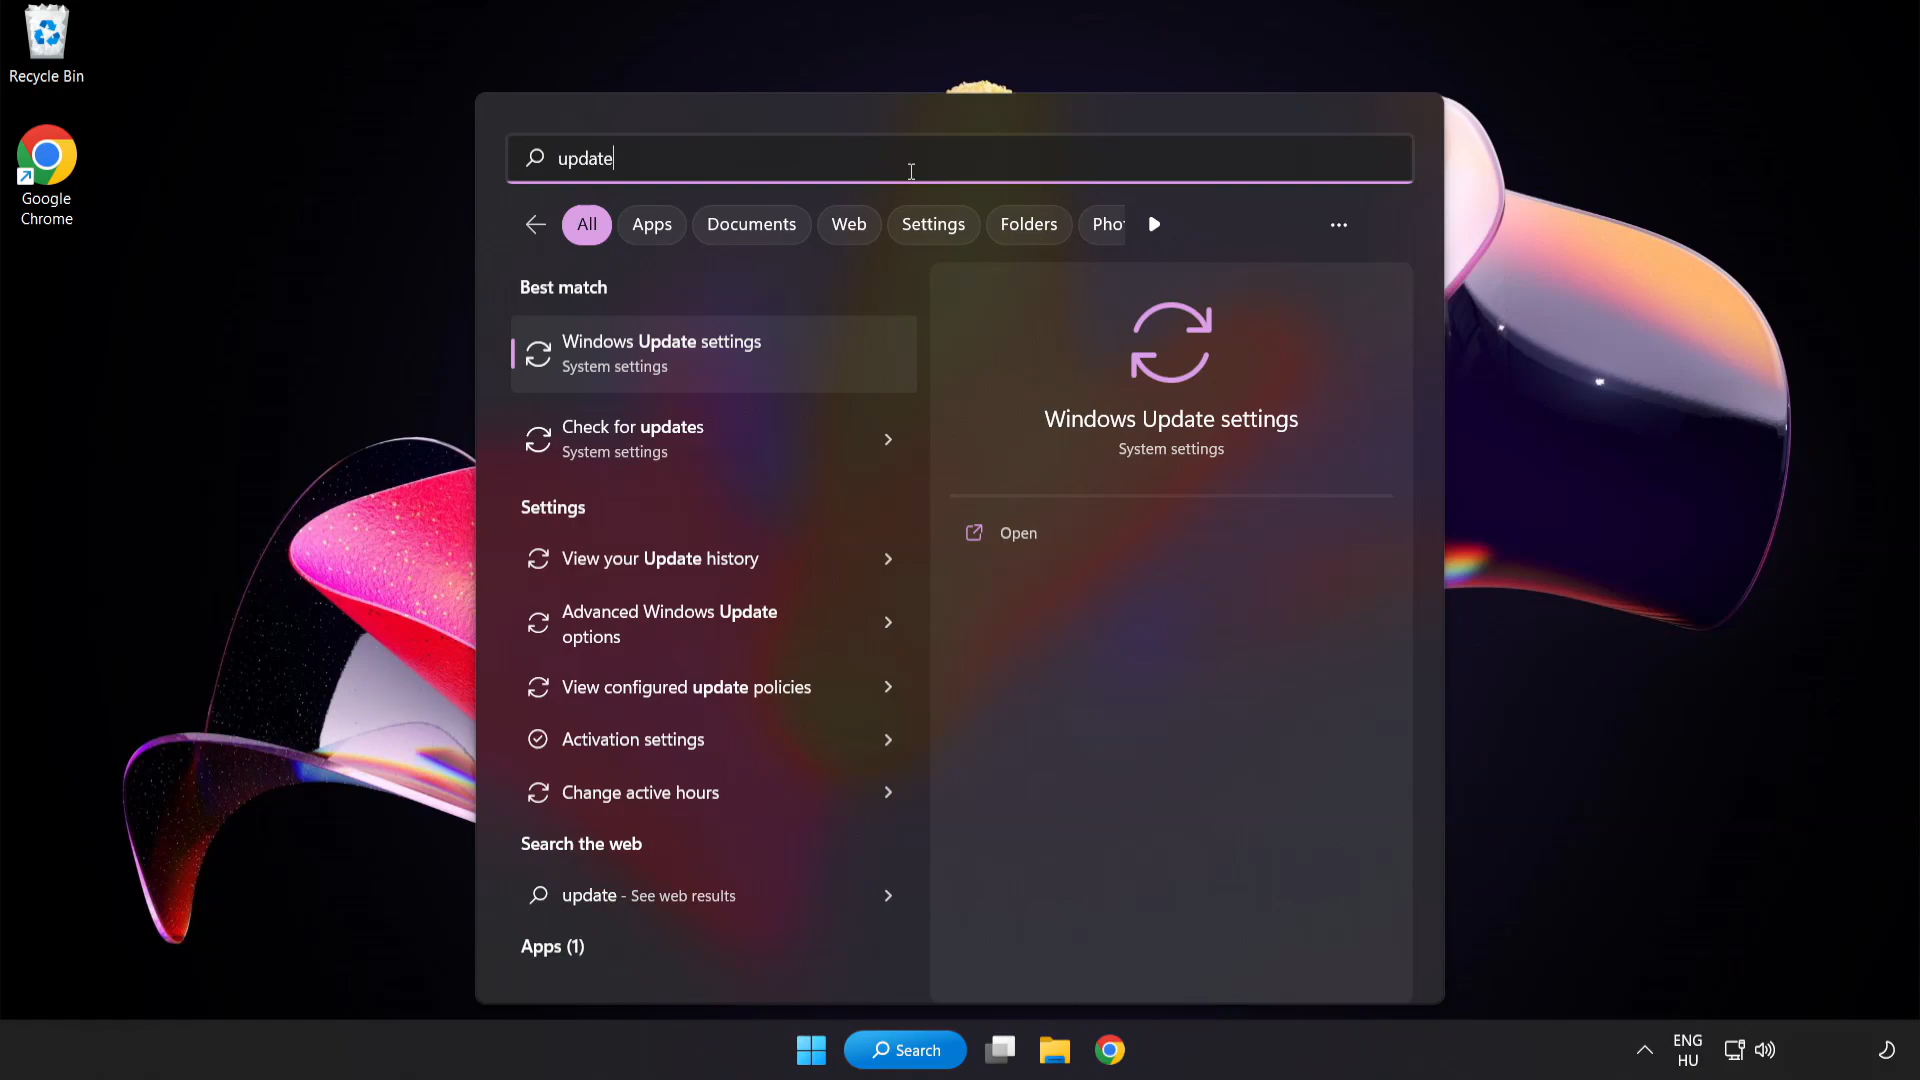 Recycle Bin
Google
Chrome
update
All
Apps
Documents
Web
Settings
Folders
Pho
Best match
Windows Update settings
System settings
Check for updates
System settings
Settings
View your Update history
Advanced Windows Update
options
View configured update policies
Activation settings
Change active hours
Search the web
update - See web results
Apps (1)
Windows Update settings
System settings
Open
Search
ENG
HU